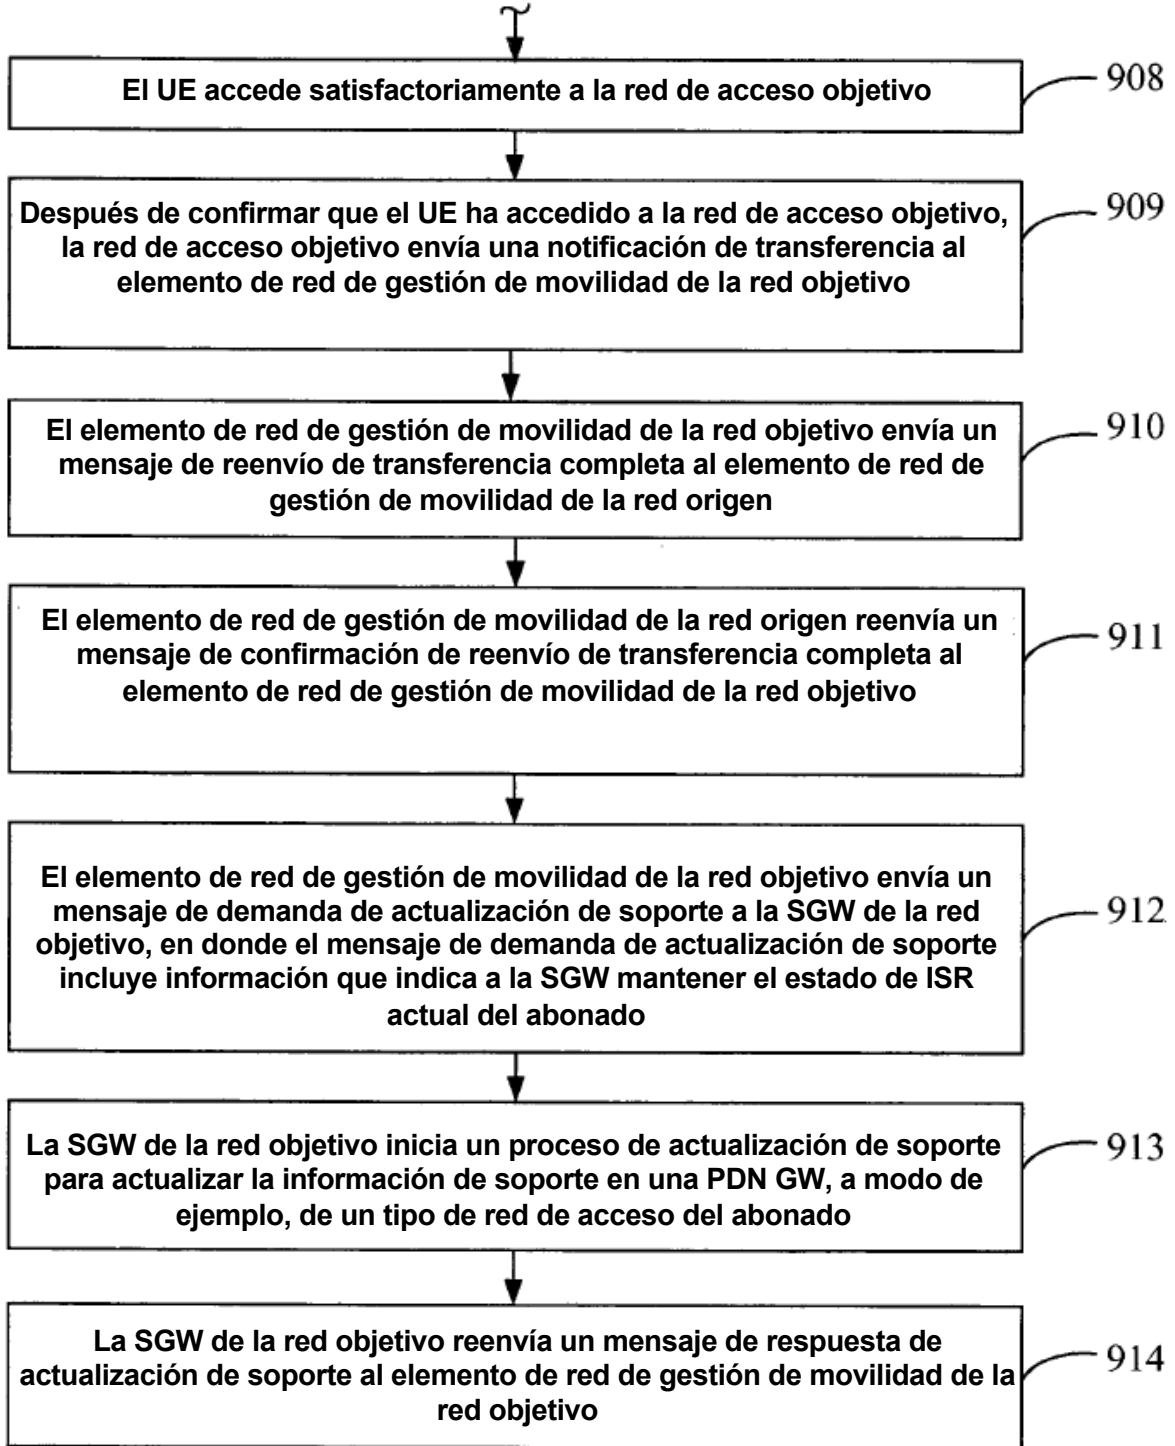 El UE accede satisfactoriamente a la red de acceso objetivo
908
Después de confirmar que el UE ha accedido a la red de acceso objetivo,
la red de acceso objetivo envía una notificación de transferencia al
elemento de red de gestión de movilidad de la red objetivo
909
El elemento de red de gestión de movilidad de la red objetivo envía un
mensaje de reenvío de transferencia completa al elemento de red de
gestión de movilidad de la red origen
910
El elemento de red de gestión de movilidad de la red origen reenvía un
mensaje de confirmación de reenvío de transferencia completa al
elemento de red de gestión de movilidad de la red objetivo
911
El elemento de red de gestión de movilidad de la red objetivo envía un
mensaje de demanda de actualización de soporte a la SGW de la red
objetivo, en donde el mensaje de demanda de actualización de soporte
incluye información que indica a la SGW mantener el estado de ISR
actual del abonado
912
La SGW de la red objetivo inicia un proceso de actualización de soporte
para actualizar la información de soporte en una PDN GW, a modo de
ejemplo, de un tipo de red de acceso del abonado
913
La SGW de la red objetivo reenvía un mensaje de respuesta de
actualización de soporte al elemento de red de gestión de movilidad de la
red objetivo
914